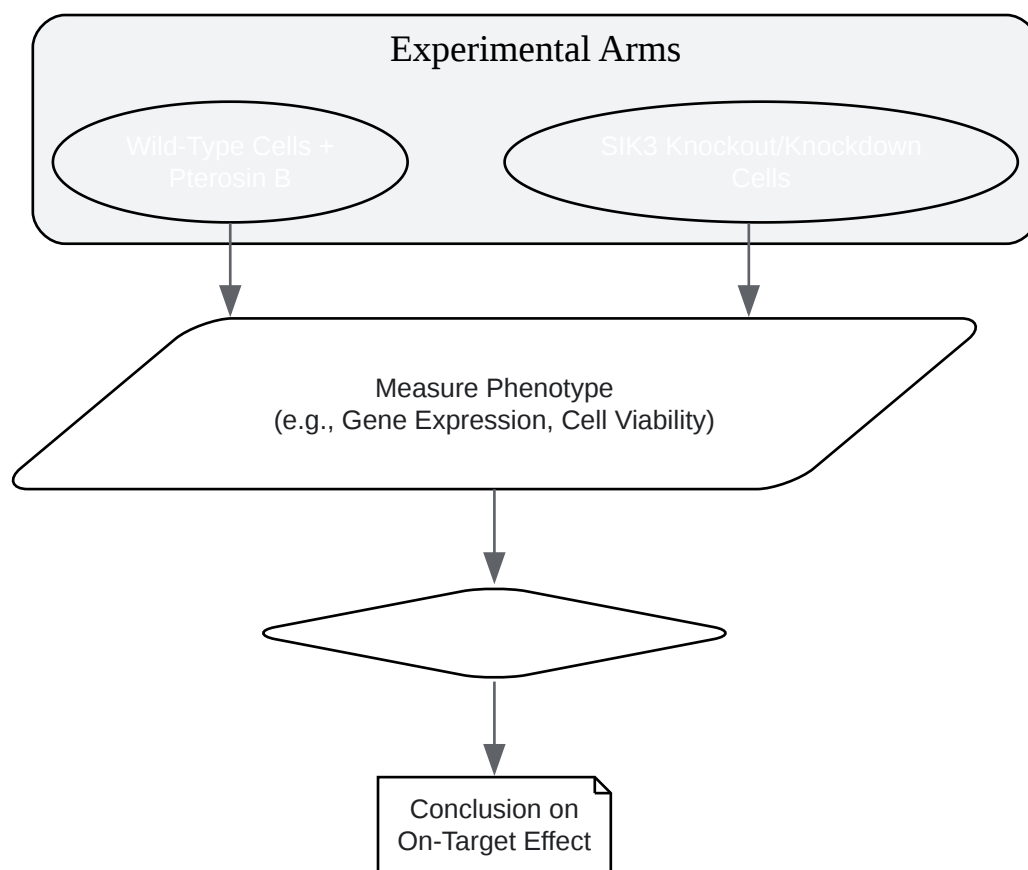 Experimental Arms
Wild-Type Cells +
Pterosin B
SIK3 Knockout/Knockdown
Cells
Measure Phenotype
(e.g., Gene Expression, Cell Viability)
Conclusion on
On-Target Effect